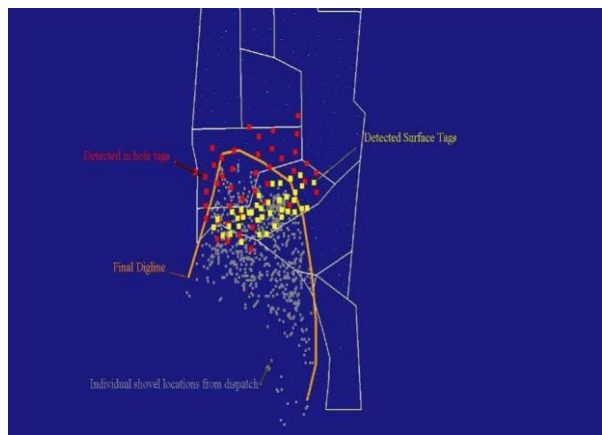 Detected in hole tags
Detected Surface Tags
Final Digline
Individual shovel locations from dispatch